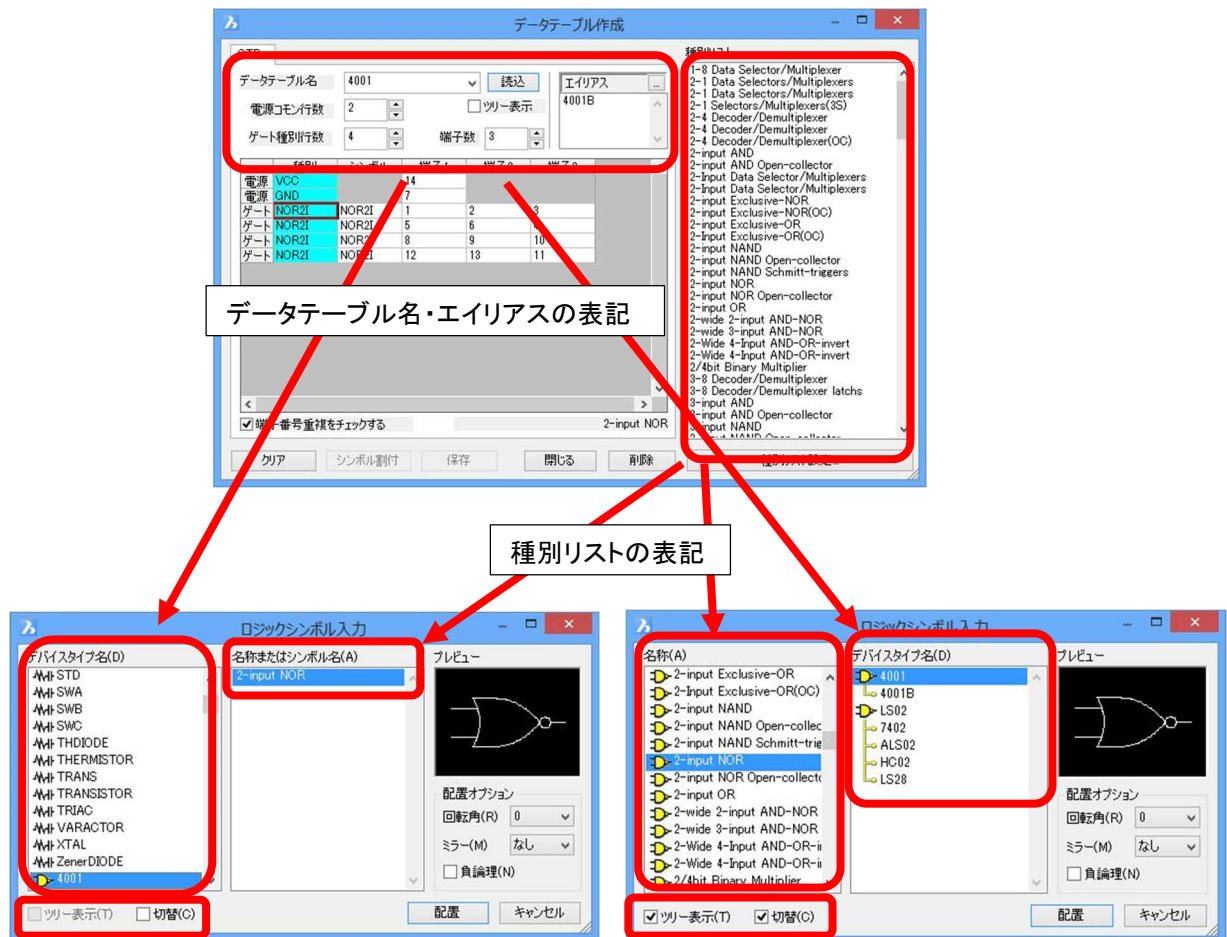 データテーブル作成
種別リスト
データテーブル名 4001 読込 エイリアス ...
4001B
電源コモン行数 2 ツリー表示
ゲート種別行数 4 端子数 3
電源 VCC 14
電源 GND 7
ゲート NOR2I NOR2I 1 2 3
ゲート NOR2I NOR2I 5 6
ゲート NOR2I NOR2I 8 9 10
ゲート NOR2I NOR2I 12 13 11
データテーブル名・エイリアスの表記
端子番号重複をチェックする 2-input NOR
クリア シンボル割付 保存 閉じる 削除
1-8 Data Selector/Multiplexer
2-1 Data Selectors/Multiplexers
2-1 Data Selectors/Multiplexers
2-1 Selectors/Multiplexers(3S)
2-4 Decoder/Demultiplexer
2-4 Decoder/Demultiplexer
2-4 Decoder/Demultiplexer(OC)
2-input AND
2-input AND Open-collector
2-Input Data Selector/Multiplexers
2-Input Data Selector/Multiplexers
2-input Exclusive-NOR
2-input Exclusive-NOR(OC)
2-input Exclusive-OR
2-Input Exclusive-OR(OC)
2-input NAND
2-input NAND Open-collector
2-input NAND Schmitt-triggers
2-input NOR
2-input NOR Open-collector
2-input OR
2-wide 2-input AND-NOR
2-wide 3-input AND-NOR
2-Wide 4-Input AND-OR-invert
2-Wide 4-Input AND-OR-invert
2/4bit Binary Multiplier
3-8 Decoder/Demultiplexer
3-8 Decoder/Demultiplexer latchs
3-input AND
3-input AND Open-collector
3-input NAND
種別リストの表記
ロジックシンボル入力
デバイスタイプ名(D)
STD
SWA
SWB
SWC
THDIODE
THERMISTOR
TRANS
TRANSISTOR
TRIAC
VARACTOR
XTAL
ZenerDIODE
4001
名称またはシンボル名(A)
2-input NOR
プレビュー
配置オプション
回転角(R) 0
ミラー(M) なし
負論理(N)
ツリー表示(T) 切替(C)
配置 キャンセル
ロジックシンボル入力
名称(A)
2-input Exclusive-OR
2-Input Exclusive-OR(OC)
2-input NAND
2-input NAND Open-collec
2-input NAND Schmitt-trig
2-input NOR
2-input NOR Open-collect
2-input OR
2-wide 2-input AND-NOR
2-wide 3-input AND-NOR
2-Wide 4-Input AND-OR-i
2-Wide 4-Input AND-OR-i
2/4bit Binary Multiplier
デバイスタイプ名(D)
4001
4001B
LS02
7402
ALS02
HC02
LS28
プレビュー
配置オプション
回転角(R) 0
ミラー(M) なし
負論理(N)
ツリー表示(T) 切替(C)
配置 キャンセル